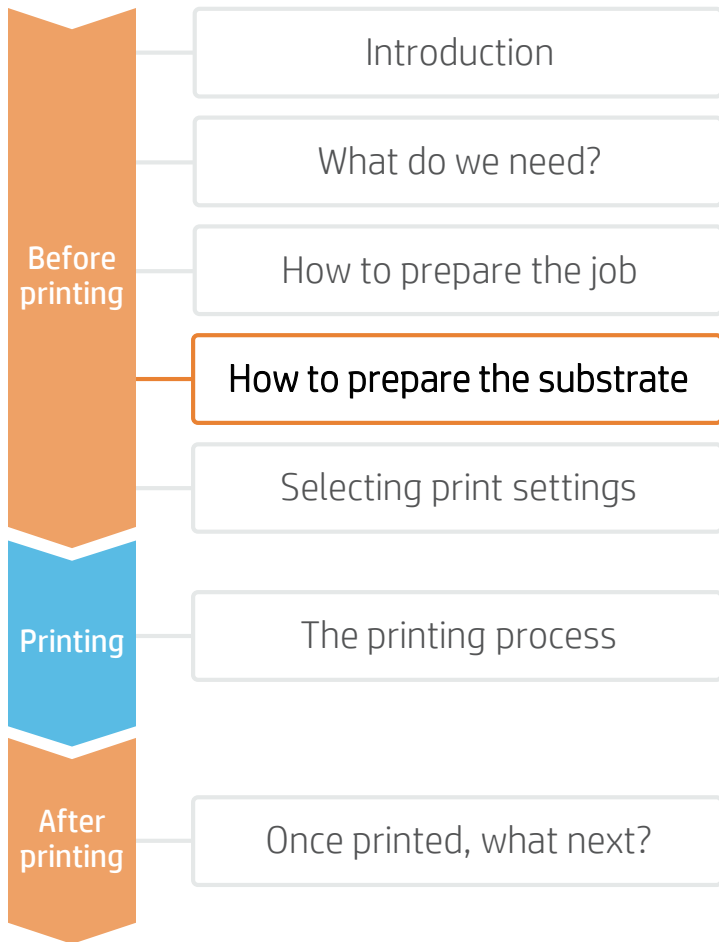 Before
printing
Introduction
What do we need?
How to prepare the job
How to prepare the substrate
Selecting print settings
Printing
The printing process
After
printing
Once printed, what next?